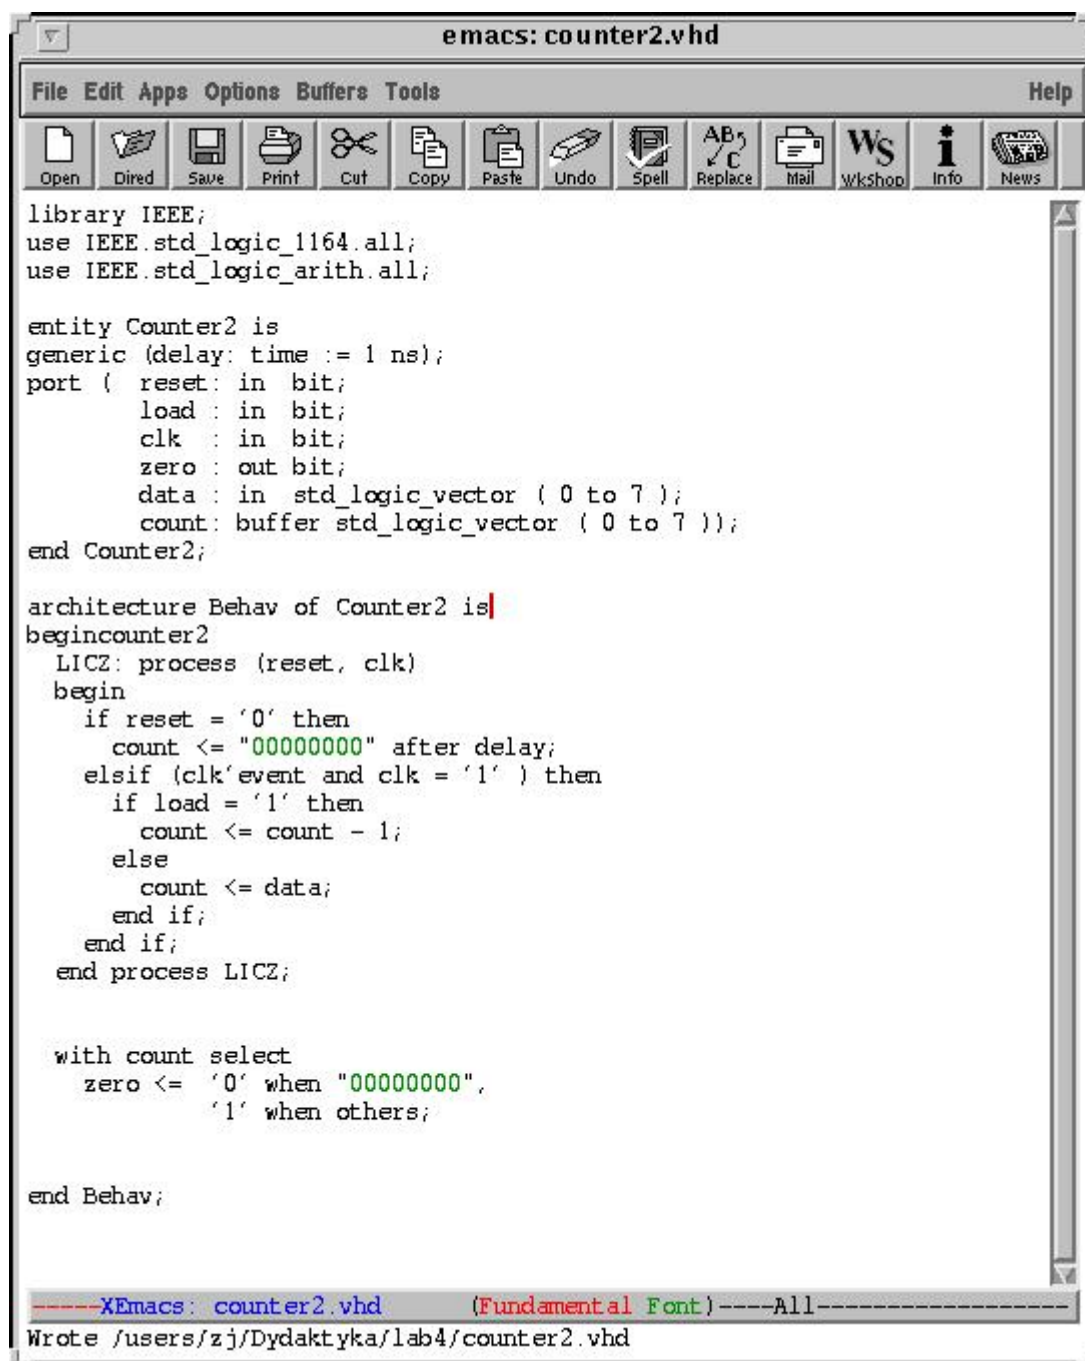 emacs: counter2.vhd
File Edit Apps Options Buffers Tools Help
Open Dired Save Print Cut Copy Paste Undo Spell AB C Replace Mail WS WkShop i Info News
library IEEE;
use IEEE.std_logic_1164.all;
use IEEE.std_logic_arith.all;
entity Counter2 is
generic (delay: time := 1 ns);
port (  reset: in  bit;
        load : in  bit;
        clk  : in  bit;
        zero : out bit;
        data : in  std_logic_vector ( 0 to 7 );
        count: buffer std_logic_vector ( 0 to 7 ));
end Counter2;
architecture Behav of Counter2 is
begincounter2
  LICZ: process (reset, clk)
  begin
    if reset = '0' then
      count <= "00000000" after delay;
    elsif (clk'event and clk = '1' ) then
      if load = '1' then
        count <= count - 1;
      else
        count <= data;
      end if;
    end if;
  end process LICZ;
  with count select
    zero <=  '0' when "00000000",
             '1' when others;
end Behav;
-----XEmacs: counter2.vhd      (Fundamental Font)----All-------------------
Wrote /users/zj/Dydaktyka/lab4/counter2.vhd